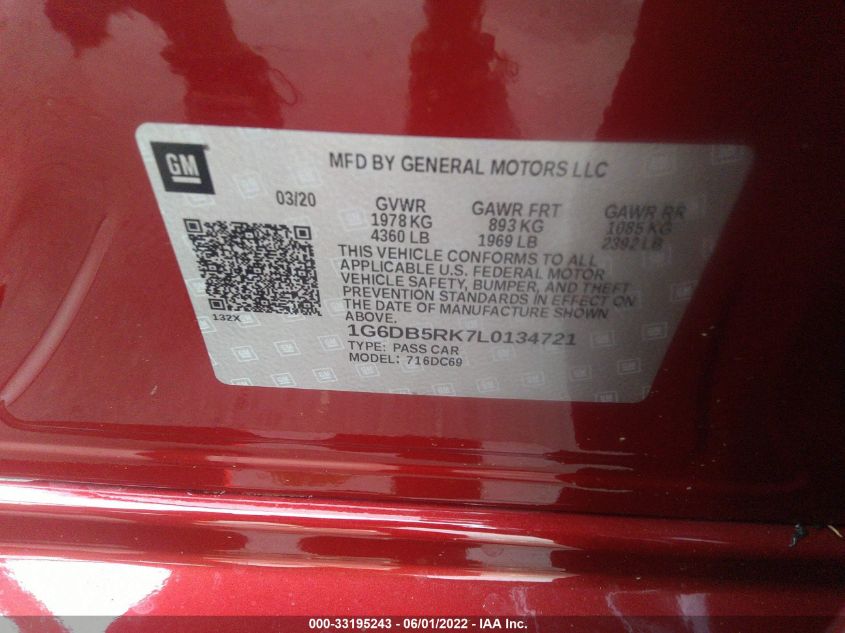 GM
MFD BY GENERAL MOTORS LLC
03/20
GVWR GAWR FRT GAWR RR
1978 KG 893 KG 1085 KG
4360 LB 1969 LB 2392 LB
THIS VEHICLE CONFORMS TO ALL
APPLICABLE U.S. FEDERAL MOTOR
VEHICLE SAFETY, BUMPER, AND THEFT
PREVENTION STANDARDS IN EFFECT ON
THE DATE OF MANUFACTURE SHOWN
ABOVE.
132X
1G6DB5RK7L0134721
TYPE: PASS CAR
MODEL: 716DC69
000-33195243 - 06/01/2022 - IAA Inc.